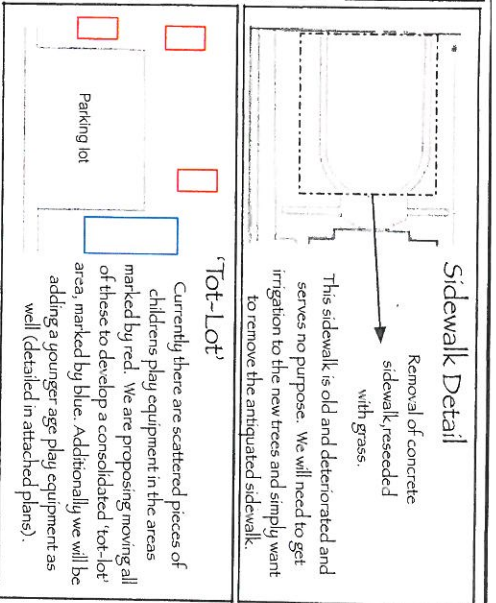 Sidewalk Detail
Removal of concrete
sidewalk,reseeded
with grass.
This sidewalk is old and deteriorated and
serves no purpose. We will need to get
irrigation to the new trees and simply want
to remove the antiquated sidewalk.
Parking lot
'Tot-Lot'
Currently there are scattered pieces of
childrens play equipment in the areas
marked by red. We are proposing moving all
of these to develop a consolidated 'tot-lot'
area, marked by blue. Additionally we will be
adding a younger age play equipment as
well (detailed in attached plans).